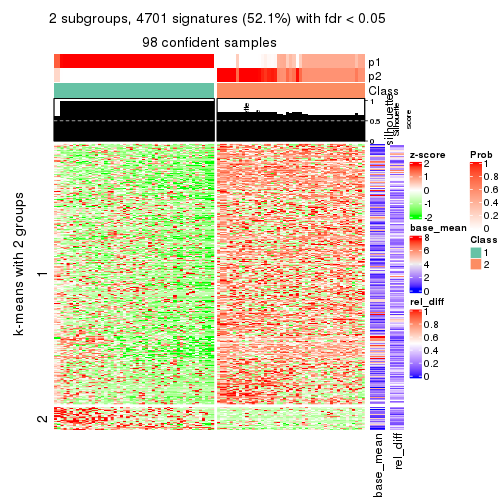 2 subgroups, 4701 signatures (52.1%) with fdr < 0.05
98 confident samples
p1
p2
Class
silhouette
Silhouette
score
1
0.5
0
k-means with 2 groups
1
2
base_mean
rel_diff
z-score
2
1
0
-1
-2
base_mean
8
6
4
2
0
rel_diff
1
0.8
0.6
0.4
0.2
0
Prob
1
0.8
0.6
0.4
0.2
0
Class
1
2